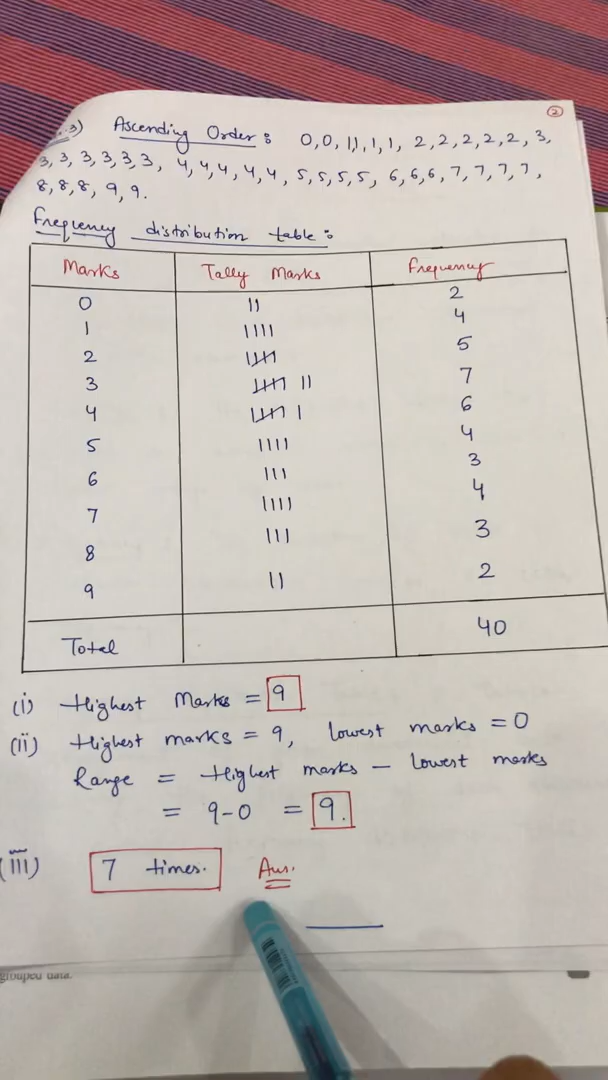 ②
.3) Ascending Order: 0,0, 1,1,1,1, 2,2,2,2,2, 3,
3,3,3,3,3,3, 4,4,4,4,4, 5,5,5,5, 6,6,6, 7,7,7,7,
8,8,8, 9,9.
Frequency distribution table:
Marks Tally Marks Frequency
0 || 2
1 |||| 4
2 𝍸 5
3 𝍸 || 7
4 𝍸 | 6
5 |||| 4
6 ||| 3
7 |||| 4
8 ||| 3
9 || 2
Total 40
(i) Highest Marks = 9
(ii) Highest marks = 9, lowest marks = 0
Range = Highest marks - lowest marks
= 9-0 = 9.
(iii) 7 times. Ans.
grouped data.